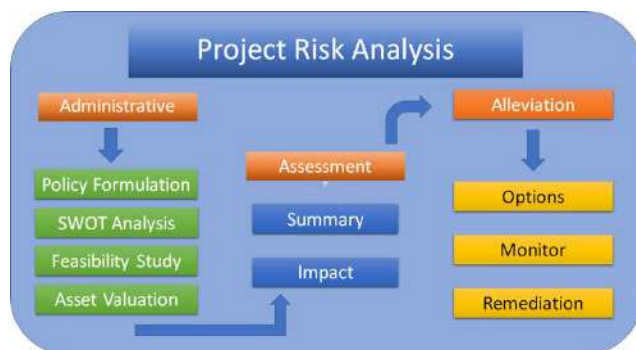 Project Risk Analysis
Administrative
Policy Formulation
SWOT Analysis
Feasibility Study
Asset Valuation
Assessment
Summary
Impact
Alleviation
Options
Monitor
Remediation